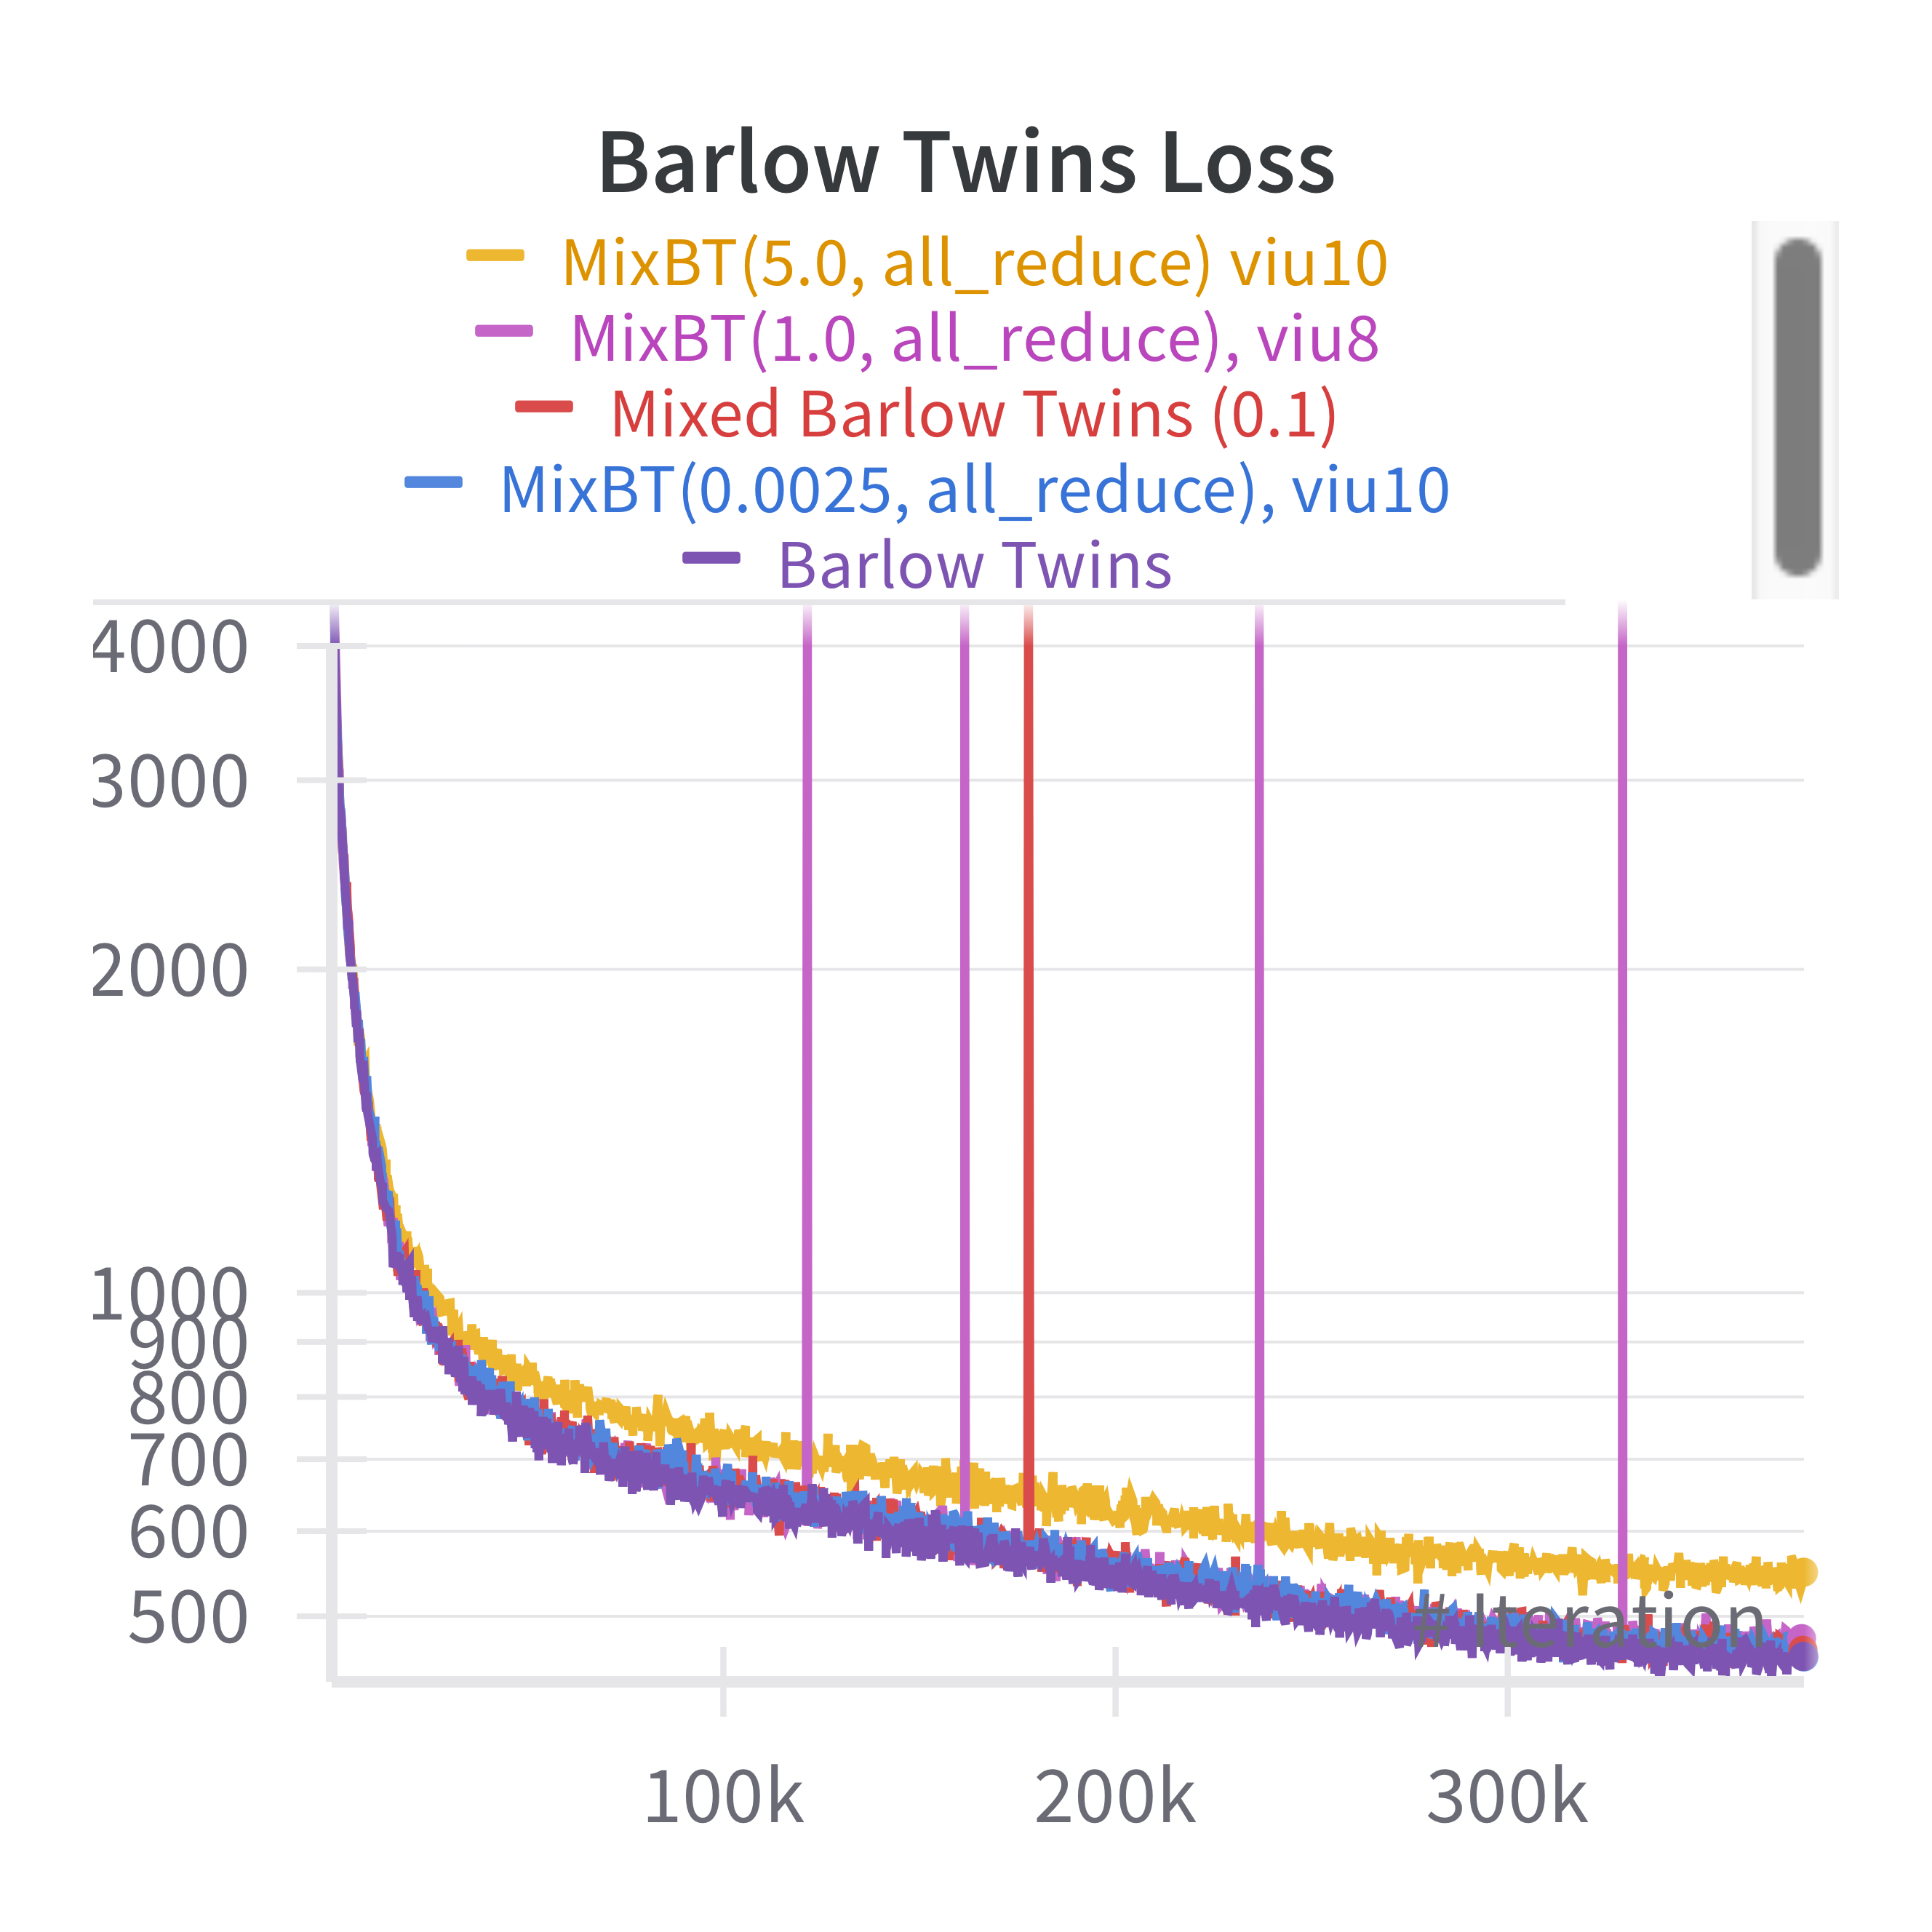 Barlow Twins Loss
MixBT(5.0, all_reduce) viu10
MixBT(1.0, all_reduce), viu8
Mixed Barlow Twins (0.1)
MixBT(0.0025, all_reduce), viu10
Barlow Twins
4000
3000
2000
1000
900
800
700
600
500
# Iteration
100k 200k 300k